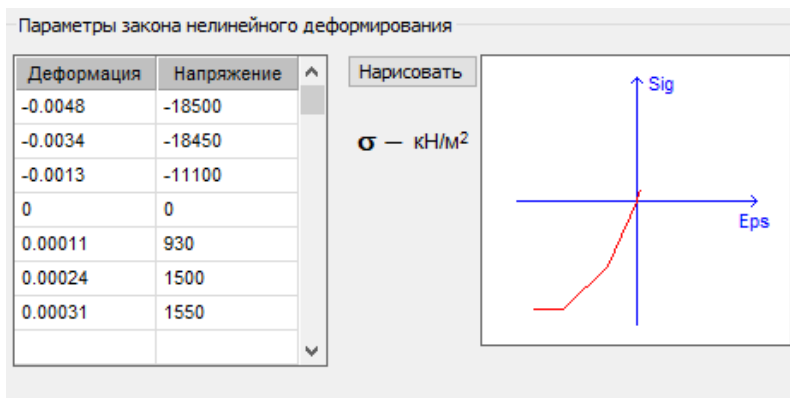 Параметры закона нелинейного деформирования
Деформация Напряжение
-0.0048 -18500
-0.0034 -18450
-0.0013 -11100
0 0
0.00011 930
0.00024 1500
0.00031 1550
Нарисовать
σ — кН/м²
Sig
Eps